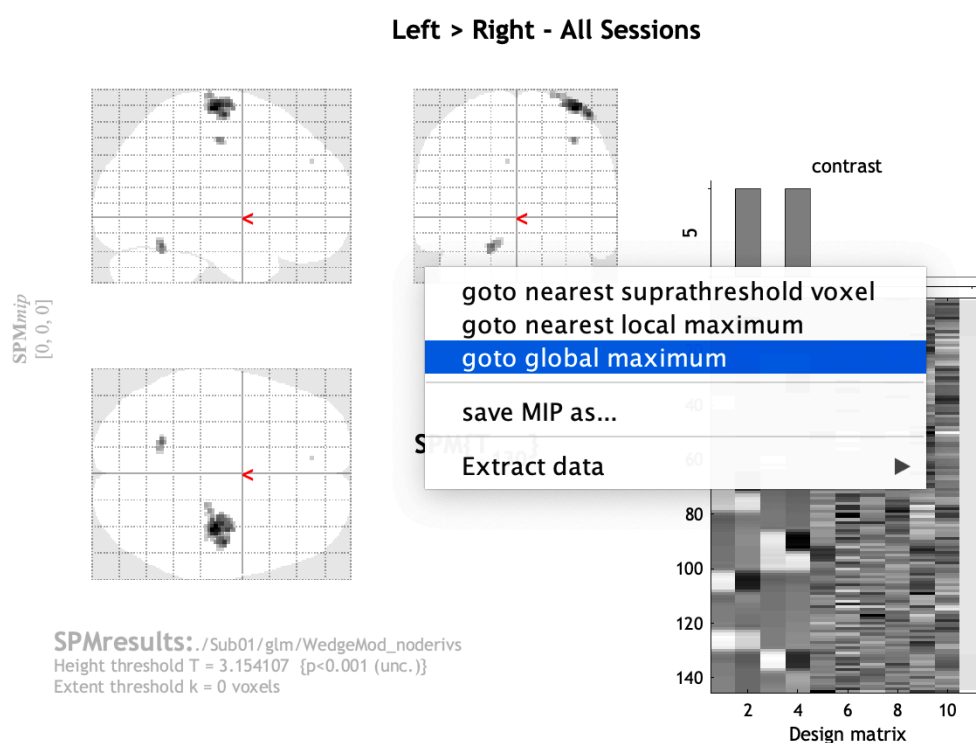 Left > Right - All Sessions
SPMmip
[0, 0, 0]
<
<
<
contrast
5
goto nearest suprathreshold voxel
goto nearest local maximum
goto global maximum
save MIP as...
Extract data
40
60
80
100
120
140
2 4 6 8 10
Design matrix
SPMresults:./Sub01/glm/WedgeMod_noderivs
Height threshold T = 3.154107 {p<0.001 (unc.)}
Extent threshold k = 0 voxels